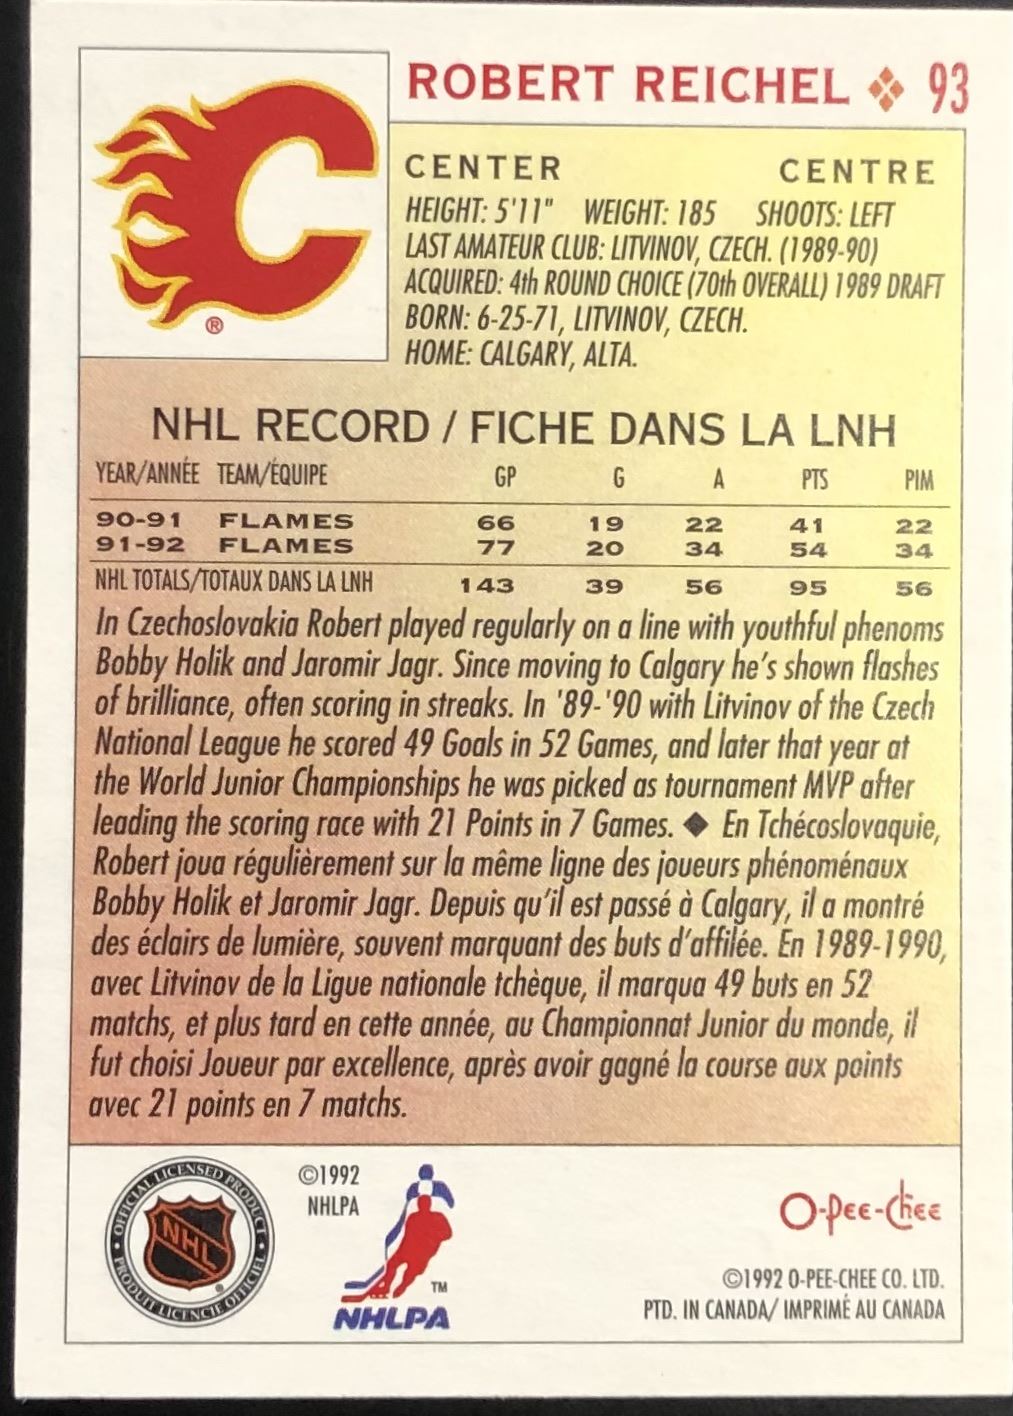 ROBERT REICHEL 93
CENTER CENTRE
HEIGHT: 5'11" WEIGHT: 185 SHOOTS: LEFT
LAST AMATEUR CLUB: LITVINOV, CZECH. (1989-90)
ACQUIRED: 4th ROUND CHOICE (70th OVERALL) 1989 DRAFT
BORN: 6-25-71, LITVINOV, CZECH.
HOME: CALGARY, ALTA.
®
NHL RECORD / FICHE DANS LA LNH
YEAR/ANNÉE TEAM/ÉQUIPE GP G A PTS PIM
90-91 FLAMES 66 19 22 41 22
91-92 FLAMES 77 20 34 54 34
NHL TOTALS/TOTAUX DANS LA LNH 143 39 56 95 56
In Czechoslovakia Robert played regularly on a line with youthful phenoms
Bobby Holik and Jaromir Jagr. Since moving to Calgary he's shown flashes
of brilliance, often scoring in streaks. In '89-'90 with Litvinov of the Czech
National League he scored 49 Goals in 52 Games, and later that year at
the World Junior Championships he was picked as tournament MVP after
leading the scoring race with 21 Points in 7 Games. ◆ En Tchécoslovaquie,
Robert joua régulièrement sur la même ligne des joueurs phénoménaux
Bobby Holik et Jaromir Jagr. Depuis qu'il est passé à Calgary, il a montré
des éclairs de lumière, souvent marquant des buts d'affilée. En 1989-1990,
avec Litvinov de la Ligue nationale tchèque, il marqua 49 buts en 52
matchs, et plus tard en cette année, au Championnat Junior du monde, il
fut choisi Joueur par excellence, après avoir gagné la course aux points
avec 21 points en 7 matchs.
OFFICIAL LICENSED PRODUCT
NHL
®
PRODUIT LICENCIE OFFICIEL
©1992
NHLPA
TM
NHLPA
O-Pee-Chee
©1992 O-PEE-CHEE CO. LTD.
PTD. IN CANADA/ IMPRIMÉ AU CANADA